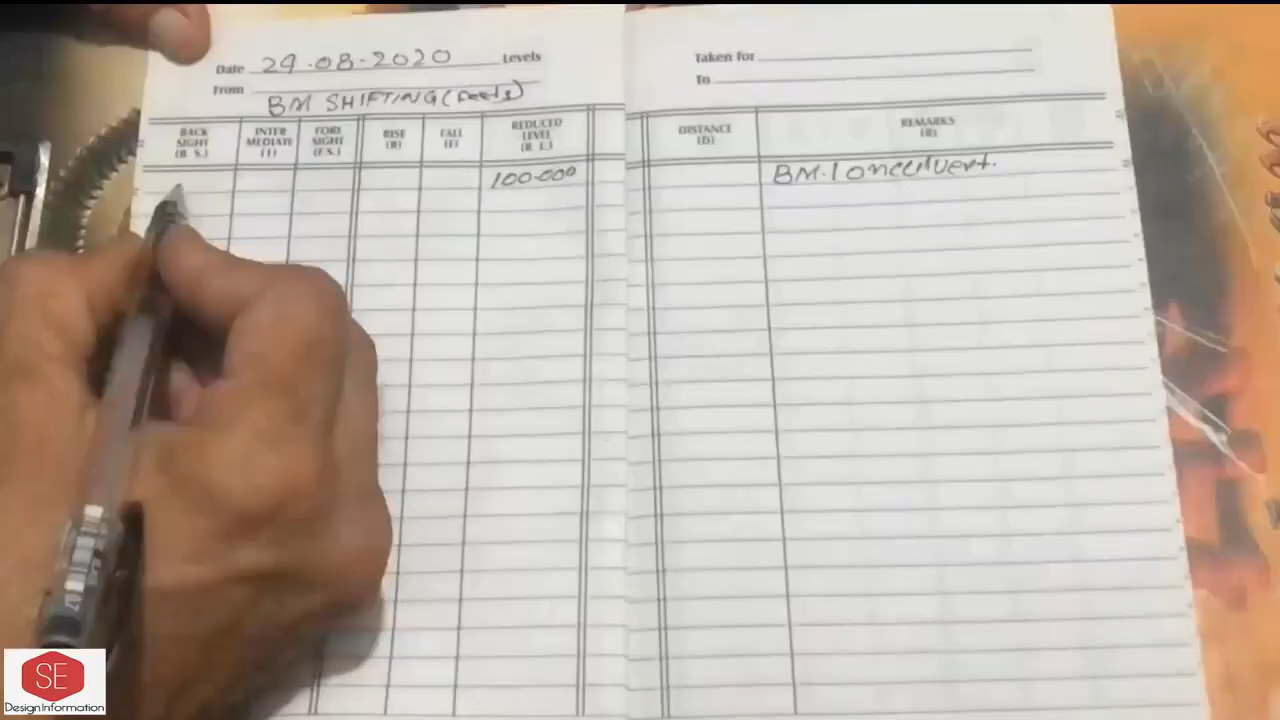 Date 29.08.2020 Levels
From BM SHIFTING (Feets)
Taken for
To
BACK SIGHT (B. S.) INTER MEDIATE (I) FORE SIGHT (F.S.) RISE (R) FALL (F) REDUCED LEVEL (R. L.) DISTANCE (D) REMARKS (R)
100.000 BM.1 on culvert.
SE
Design Information